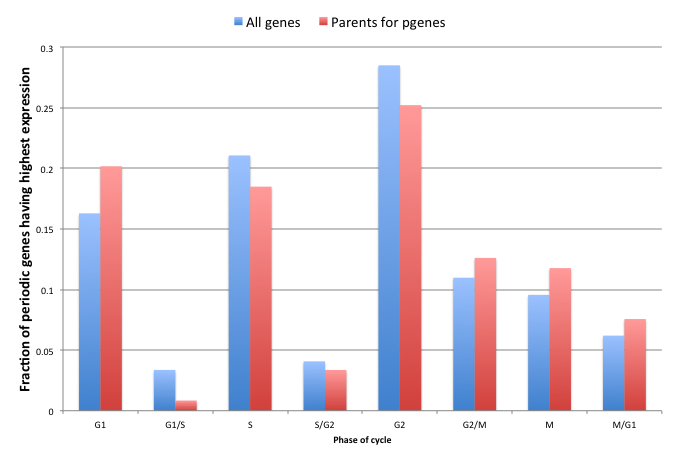 All genes Parents for pgenes
Fraction of periodic genes having highest expression
0.3
0.25
0.2
0.15
0.1
0.05
0
G1 G1/S S S/G2 G2 G2/M M M/G1
Phase of cycle